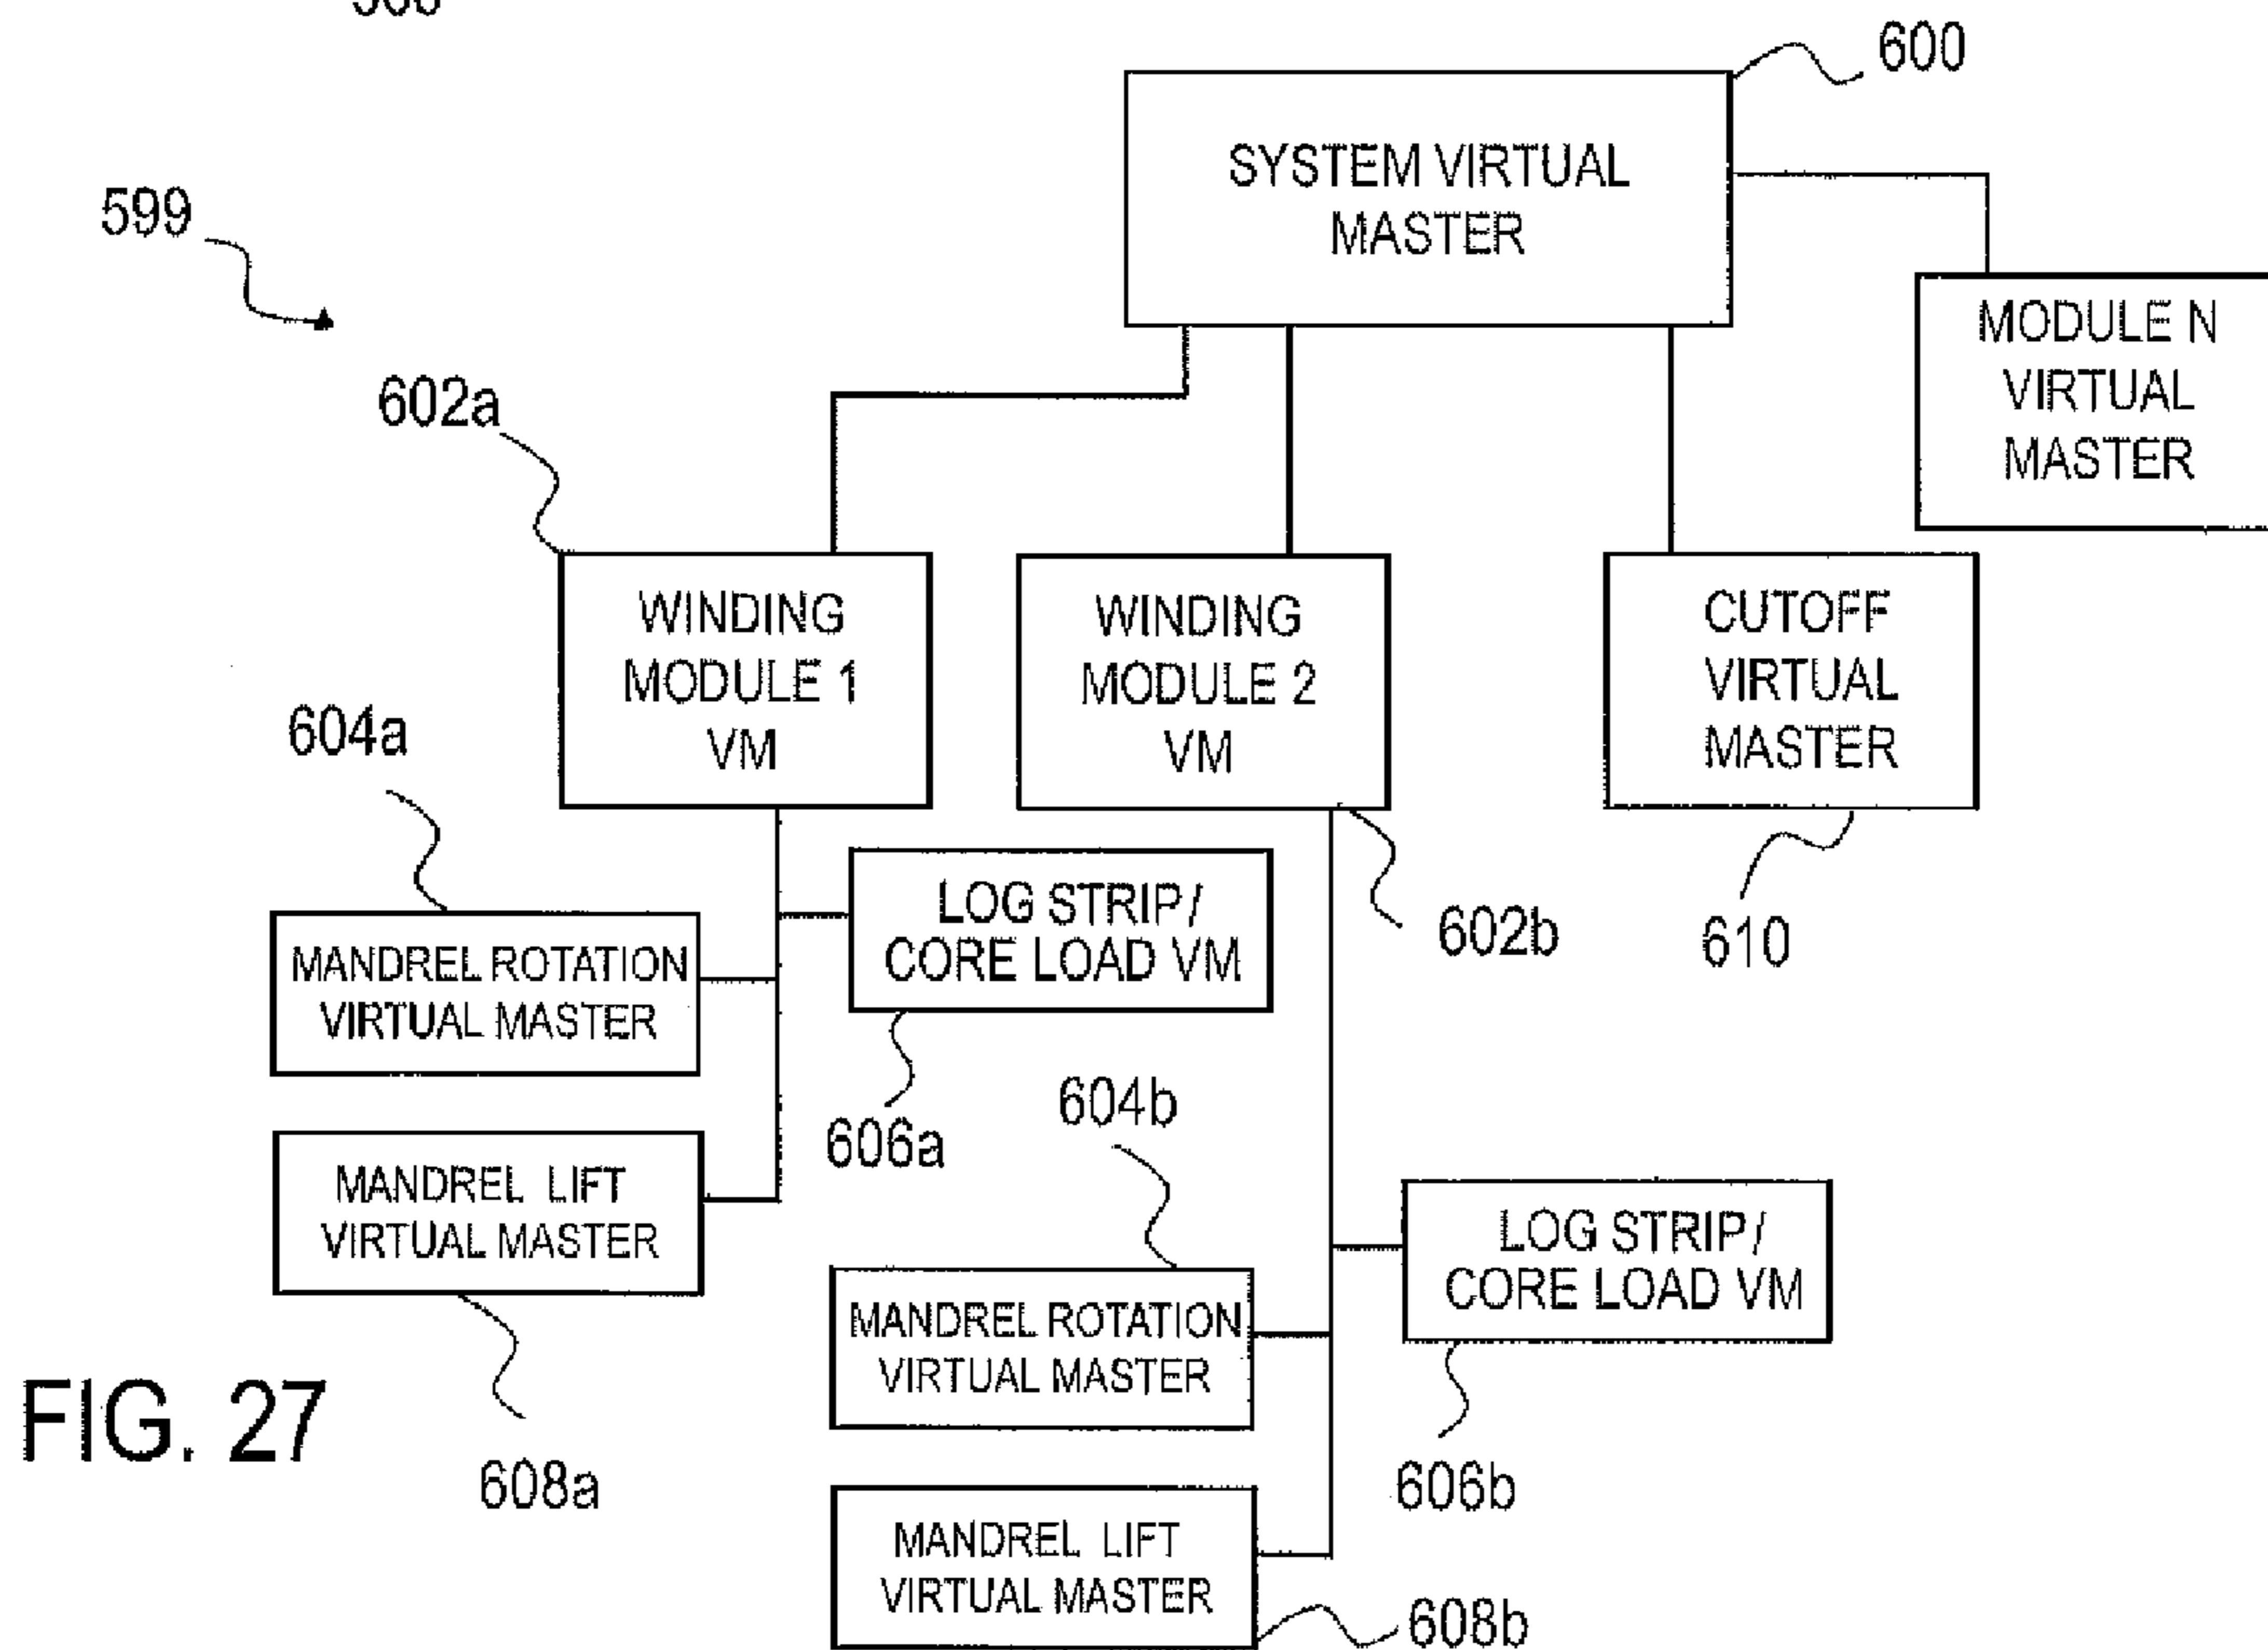 600
SYSTEM VIRTUAL
MASTER
599
MODULE N
VIRTUAL
MASTER
602a
WINDING
MODULE 1
VM
WINDING
MODULE 2
VM
CUTOFF
VIRTUAL
MASTER
604a
LOG STRIP/
CORE LOAD VM
602b
610
MANDREL ROTATION
VIRTUAL MASTER
604b
606a
MANDREL LIFT
VIRTUAL MASTER
LOG STRIP/
CORE LOAD VM
MANDREL ROTATION
VIRTUAL MASTER
FIG. 27
608a
606b
MANDREL LIFT
VIRTUAL MASTER
608b